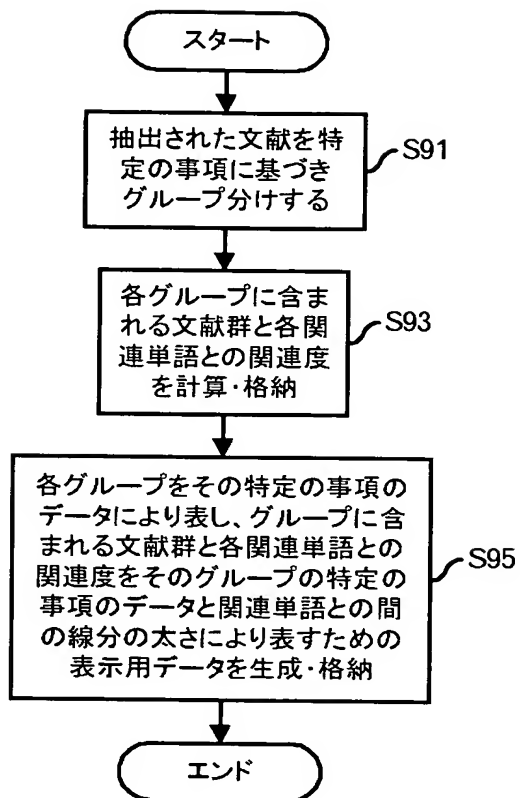 スタート
抽出された文献を特
定の事項に基づき
グループ分けする
S91
各グループに含ま
れる文献群と各関
連単語との関連度
を計算・格納
S93
各グループをその特定の事項の
データにより表し、グループに含
まれる文献群と各関連単語との
関連度をそのグループの特定の
事項のデータと関連単語との間
の線分の太さにより表すための
表示用データを生成・格納
S95
エンド